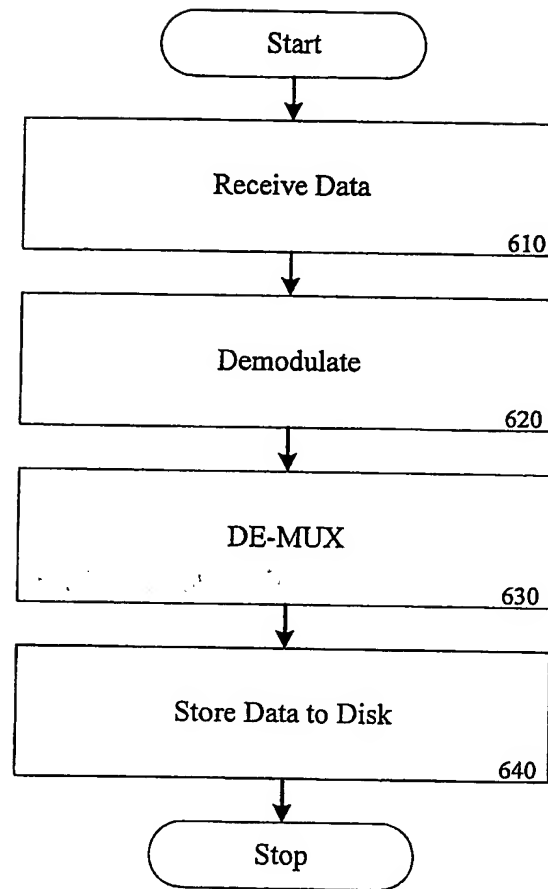 Start
Receive Data
610
Demodulate
620
DE-MUX
630
Store Data to Disk
640
Stop